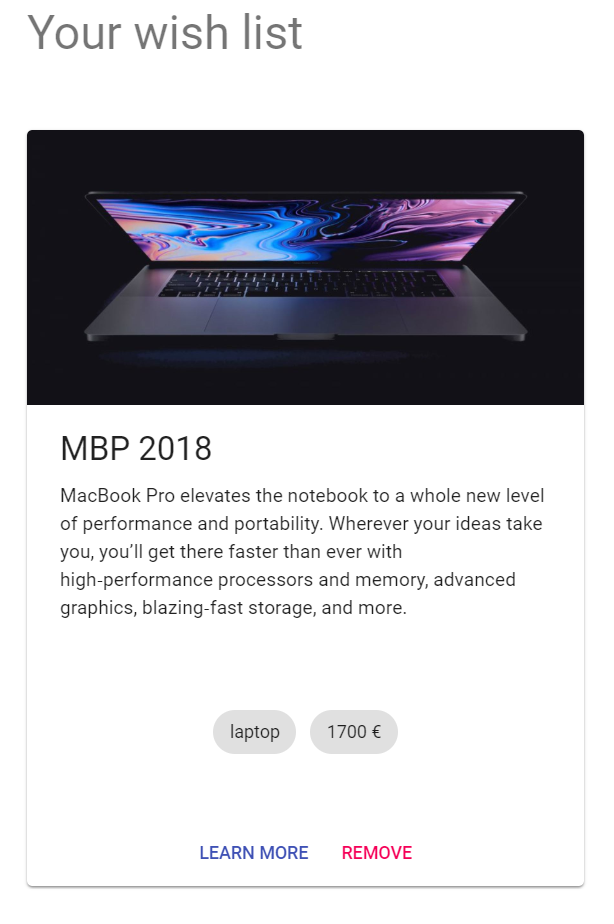 Your wish list
MBP 2018
MacBook Pro elevates the notebook to a whole new level
of performance and portability. Wherever your ideas take
you, you’ll get there faster than ever with
high-performance processors and memory, advanced
graphics, blazing-fast storage, and more.
laptop 1700 €
LEARN MORE REMOVE